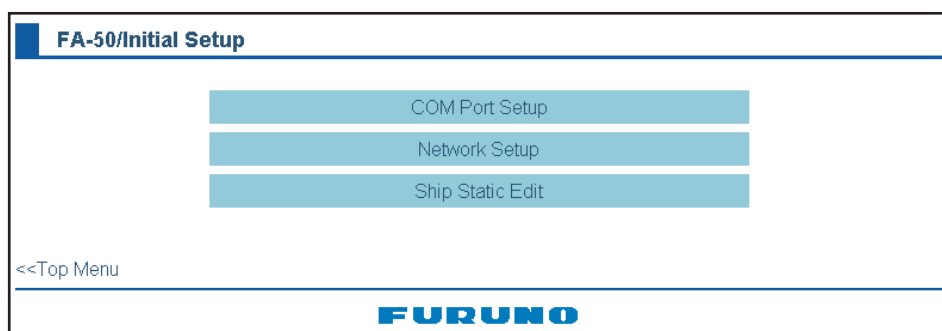 FA-50/Initial Setup
COM Port Setup
Network Setup
Ship Static Edit
<<Top Menu
FURUNO